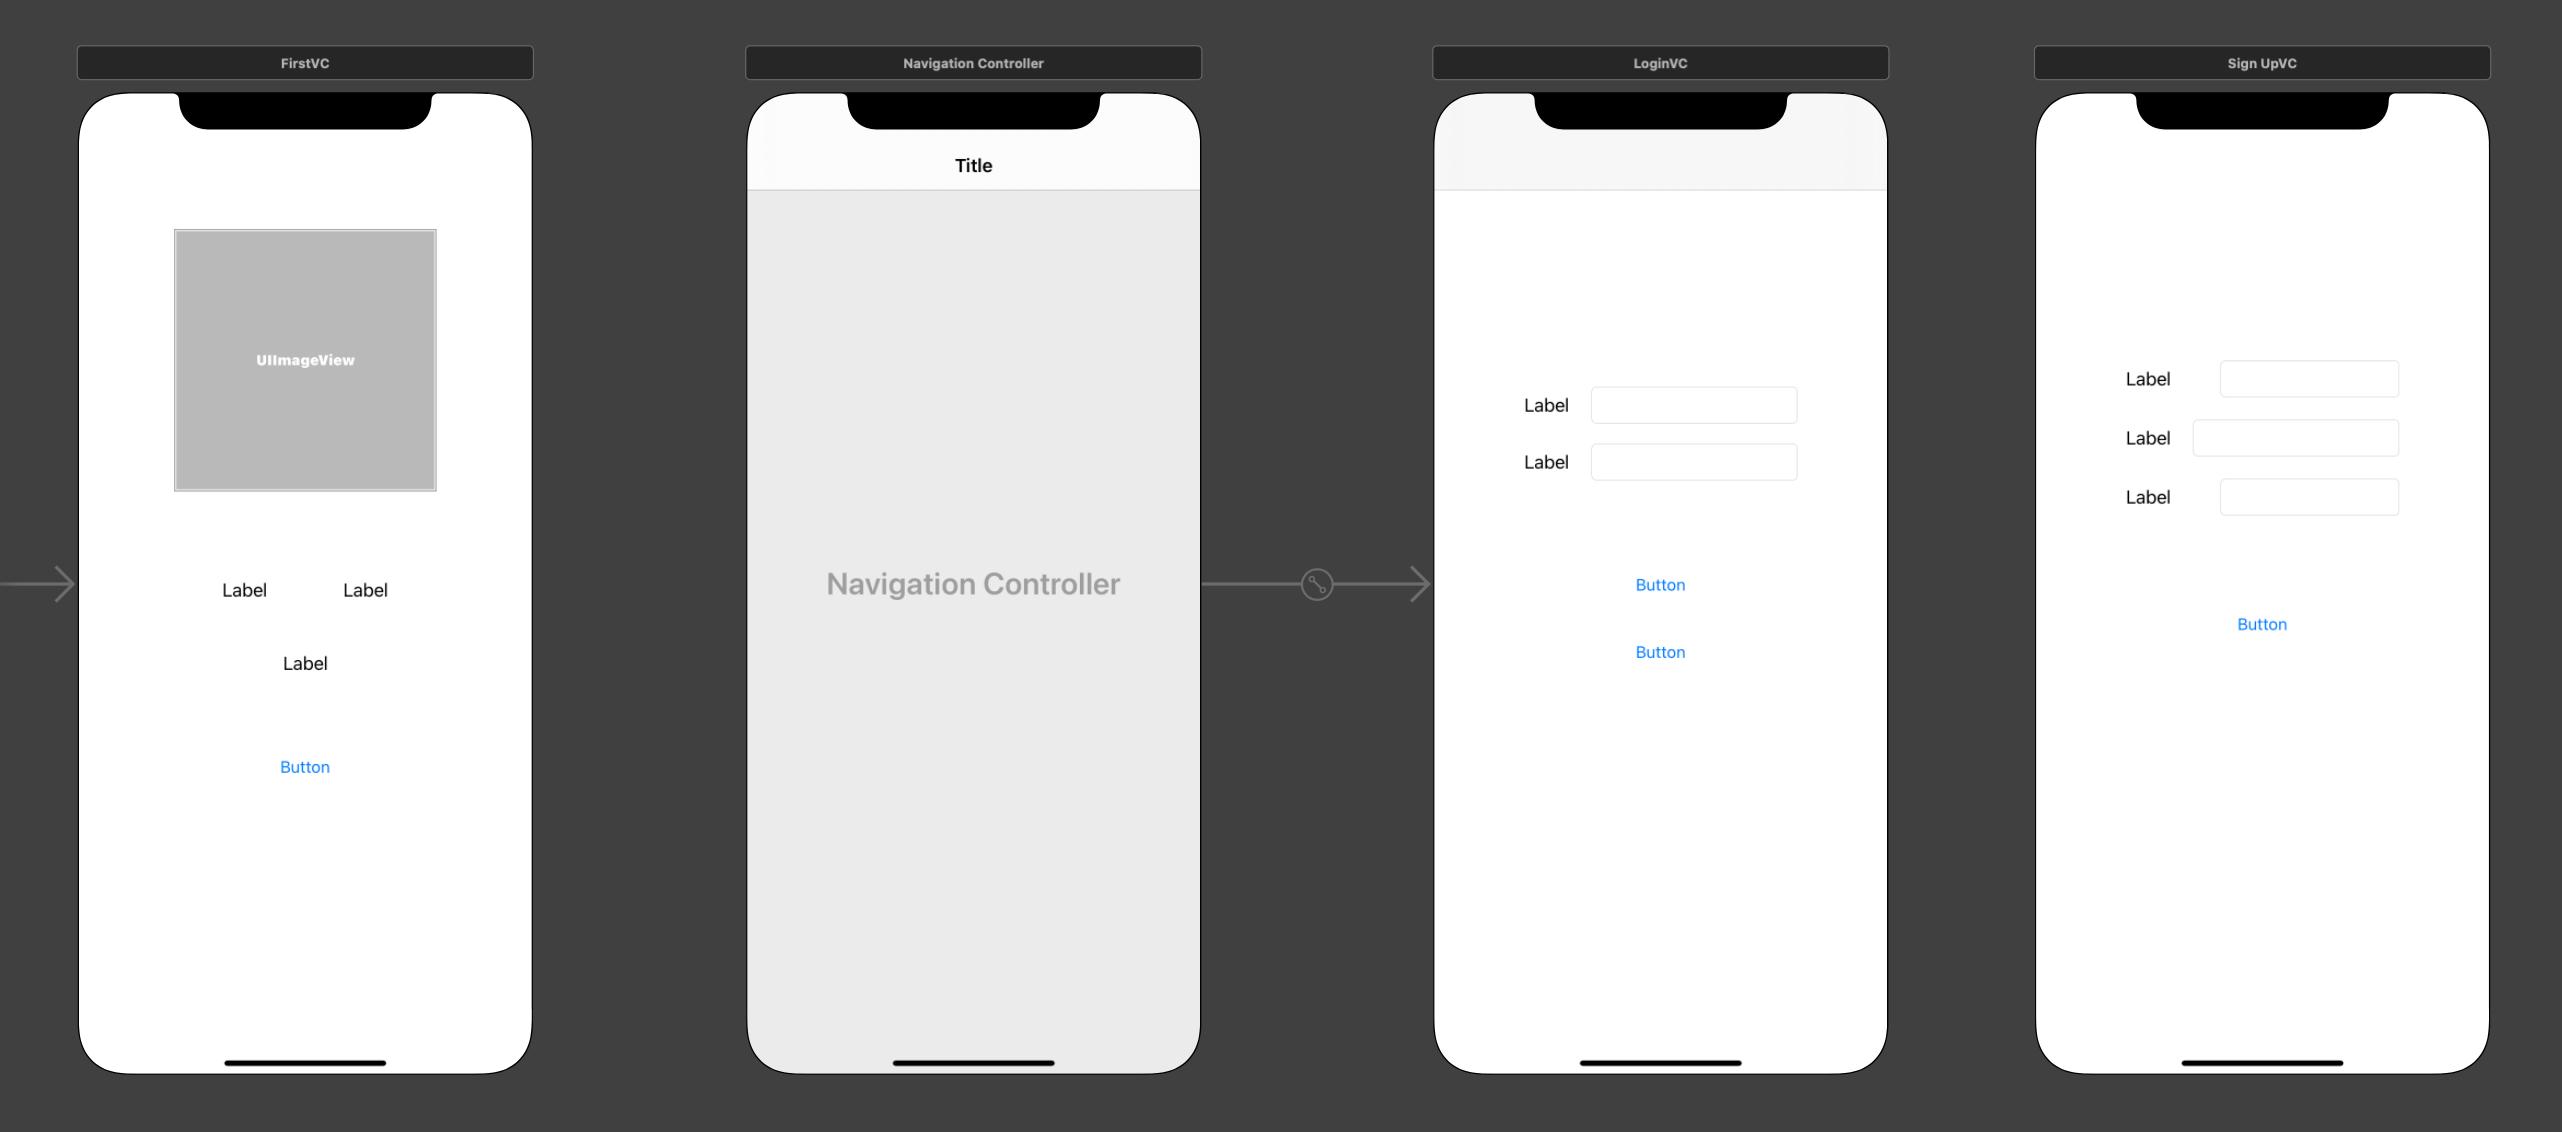 FirstVC
UIImageView
Label
Label
Label
Button
Navigation Controller
Title
Navigation Controller
LoginVC
Label
Label
Button
Button
Sign UpVC
Label
Label
Label
Button